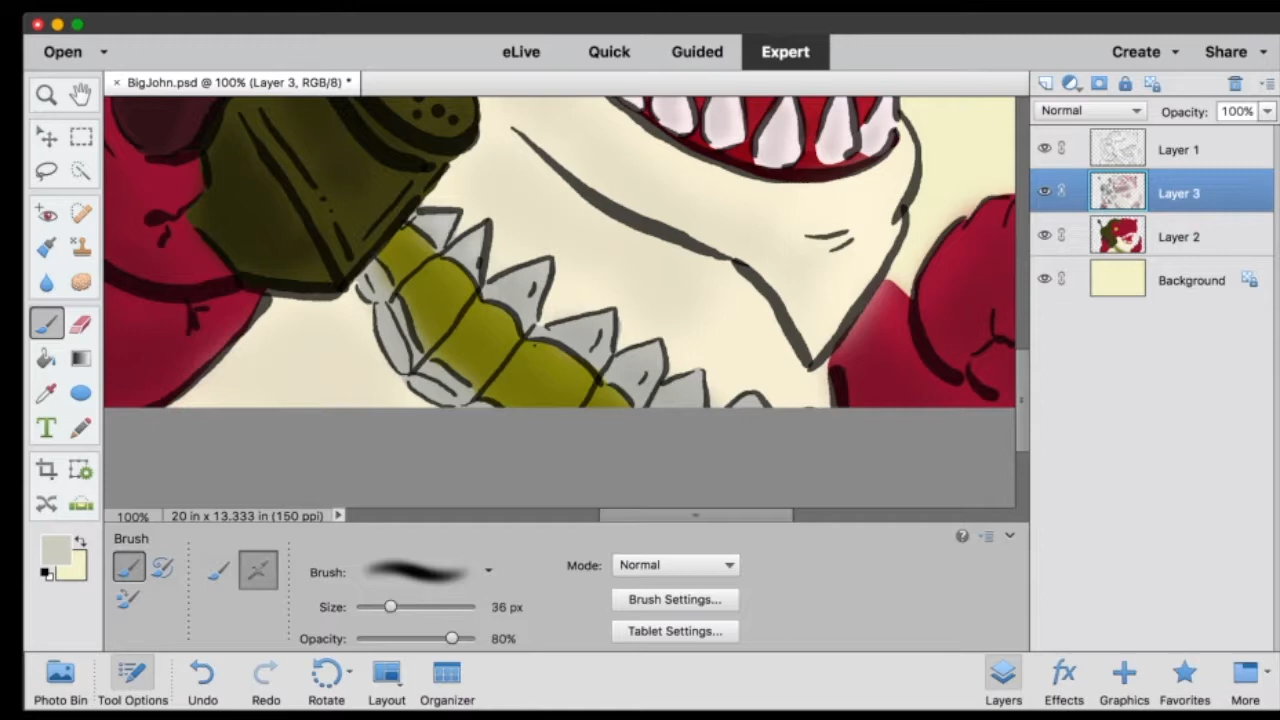 Open
eLive
Quick
Guided
Expert
Create
Share
× BigJohn.psd @ 100% (Layer 3, RGB/8) *
Normal
Opacity: 100%
Layer 1
Layer 3
Layer 2
Background
T
100%
20 in x 13.333 in (150 ppi)
Brush
Brush:
Size:
36 px
Opacity:
80%
Mode:
Normal
Brush Settings...
Tablet Settings...
?
Photo Bin
Tool Options
Undo
Redo
Rotate
Layout
Organizer
Layers
fx
Effects
Graphics
Favorites
More